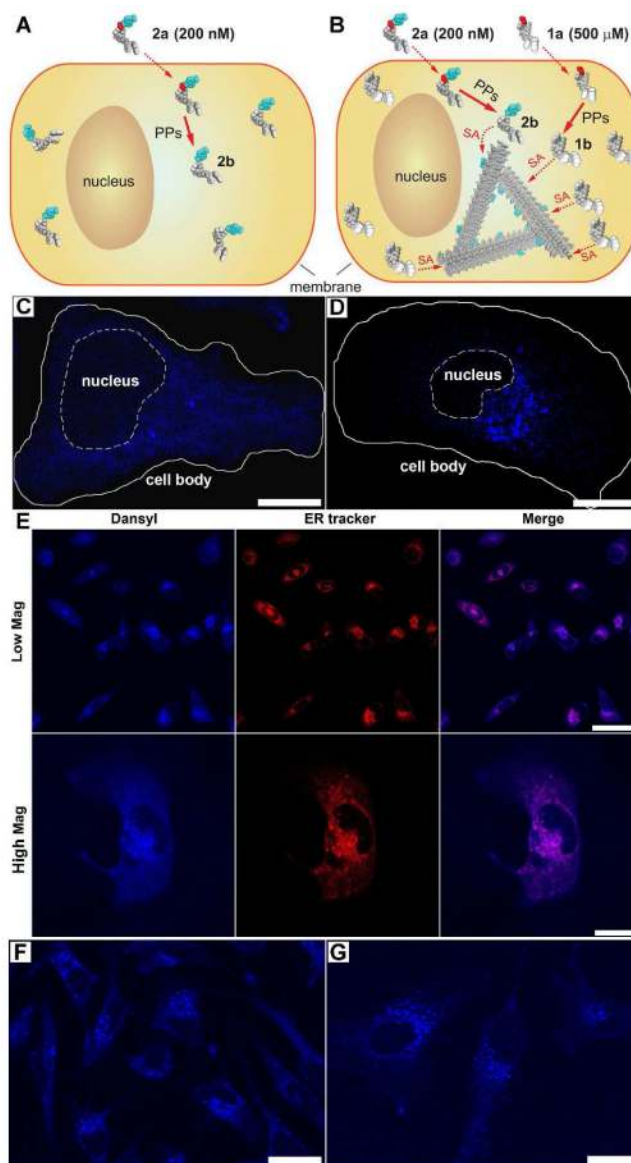 A
2a (200 nM)
PPs
2b
nucleus
B
2a (200 nM)
1a (500 μM)
PPs
PPs
2b
1b
SA
SA
SA
SA
SA
nucleus
membrane
C
nucleus
cell body
D
nucleus
cell body
E
Dansyl
ER tracker
Merge
Low Mag
High Mag
F
G